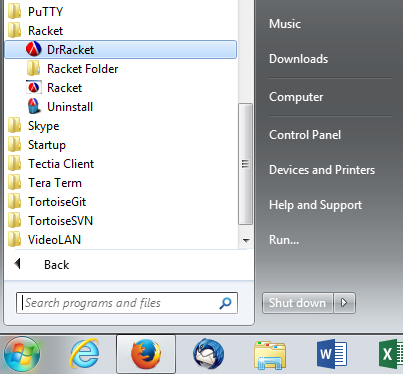 PuTTY
Racket
DrRacket
Racket Folder
Racket
Uninstall
Skype
Startup
Tectia Client
Tera Term
TortoiseGit
TortoiseSVN
VideoLAN
Back
Search programs and files
Music
Downloads
Computer
Control Panel
Devices and Printers
Help and Support
Run...
Shut down